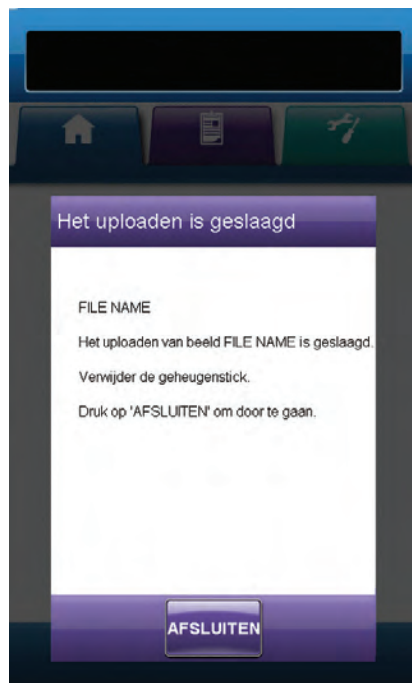 Het uploaden is geslaagd
FILE NAME
Het uploaden van beeld FILE NAME is geslaagd.
Verwijder de geheugenstick.
Druk op 'AFSLUITEN' om door te gaan.
AFSLUITEN